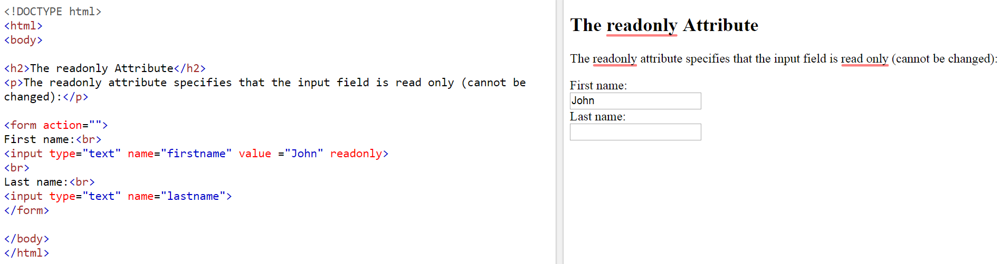 <!DOCTYPE html>
<html>
<body>
<h2>The readonly Attribute</h2>
<p>The readonly attribute specifies that the input field is read only (cannot be
changed):</p>
<form action="">
First name:<br>
<input type="text" name="firstname" value ="John" readonly>
<br>
Last name:<br>
<input type="text" name="lastname">
</form>
</body>
</html>
The readonly Attribute
The readonly attribute specifies that the input field is read only (cannot be changed):
First name:
John
Last name: